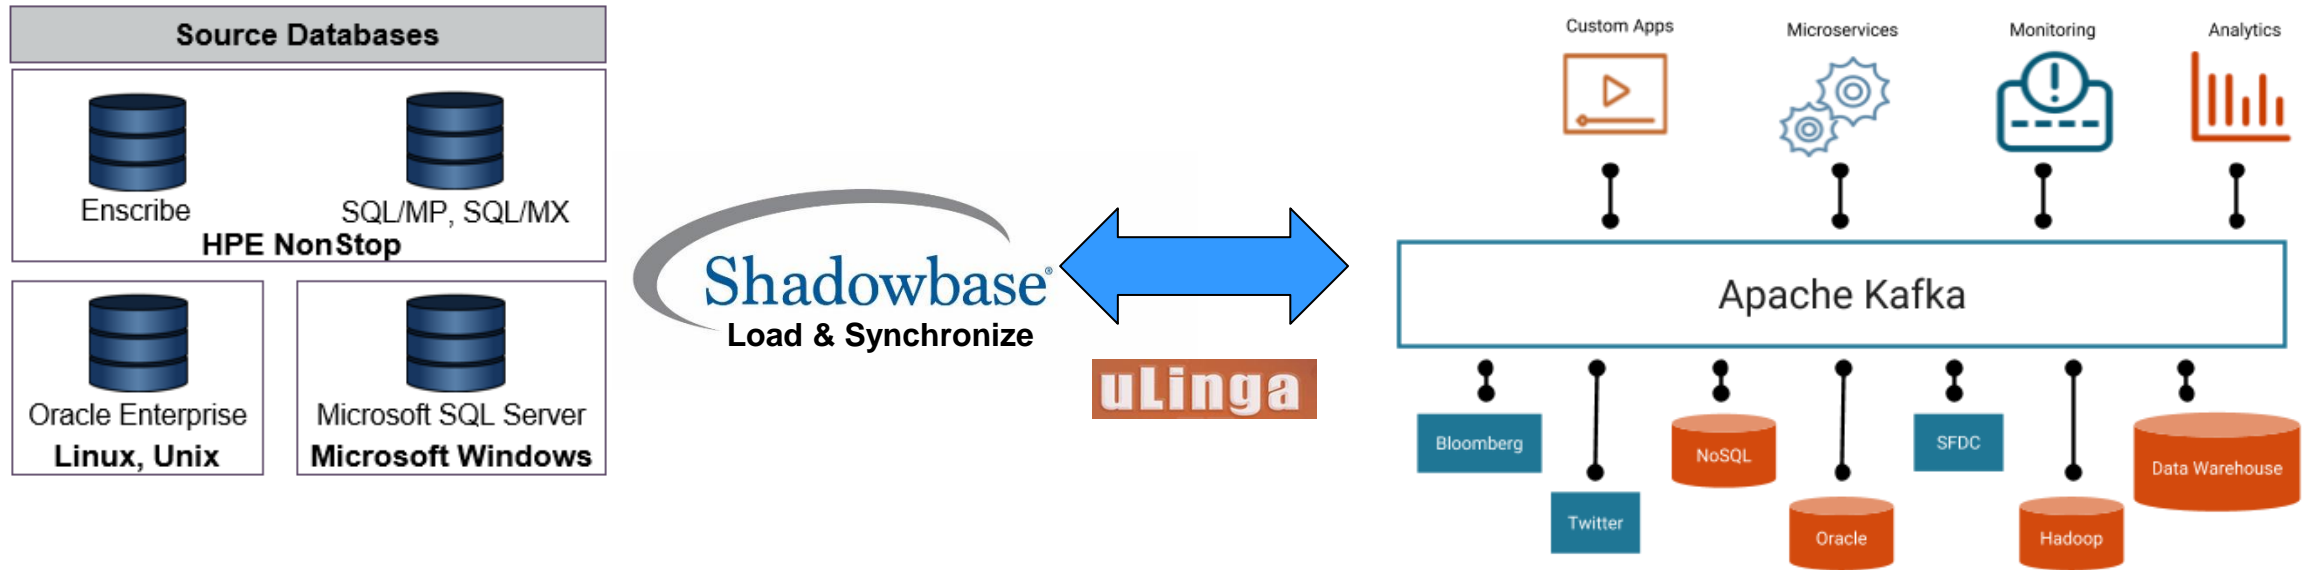 Source Databases
Enscribe
SQL/MP, SQL/MX
HPE NonStop
Oracle Enterprise
Linux, Unix
Microsoft SQL Server
Microsoft Windows
Shadowbase®
Load & Synchronize
uLinga
Custom Apps
Microservices
Monitoring
Analytics
Apache Kafka
Bloomberg
Twitter
NoSQL
Oracle
SFDC
Hadoop
Data Warehouse